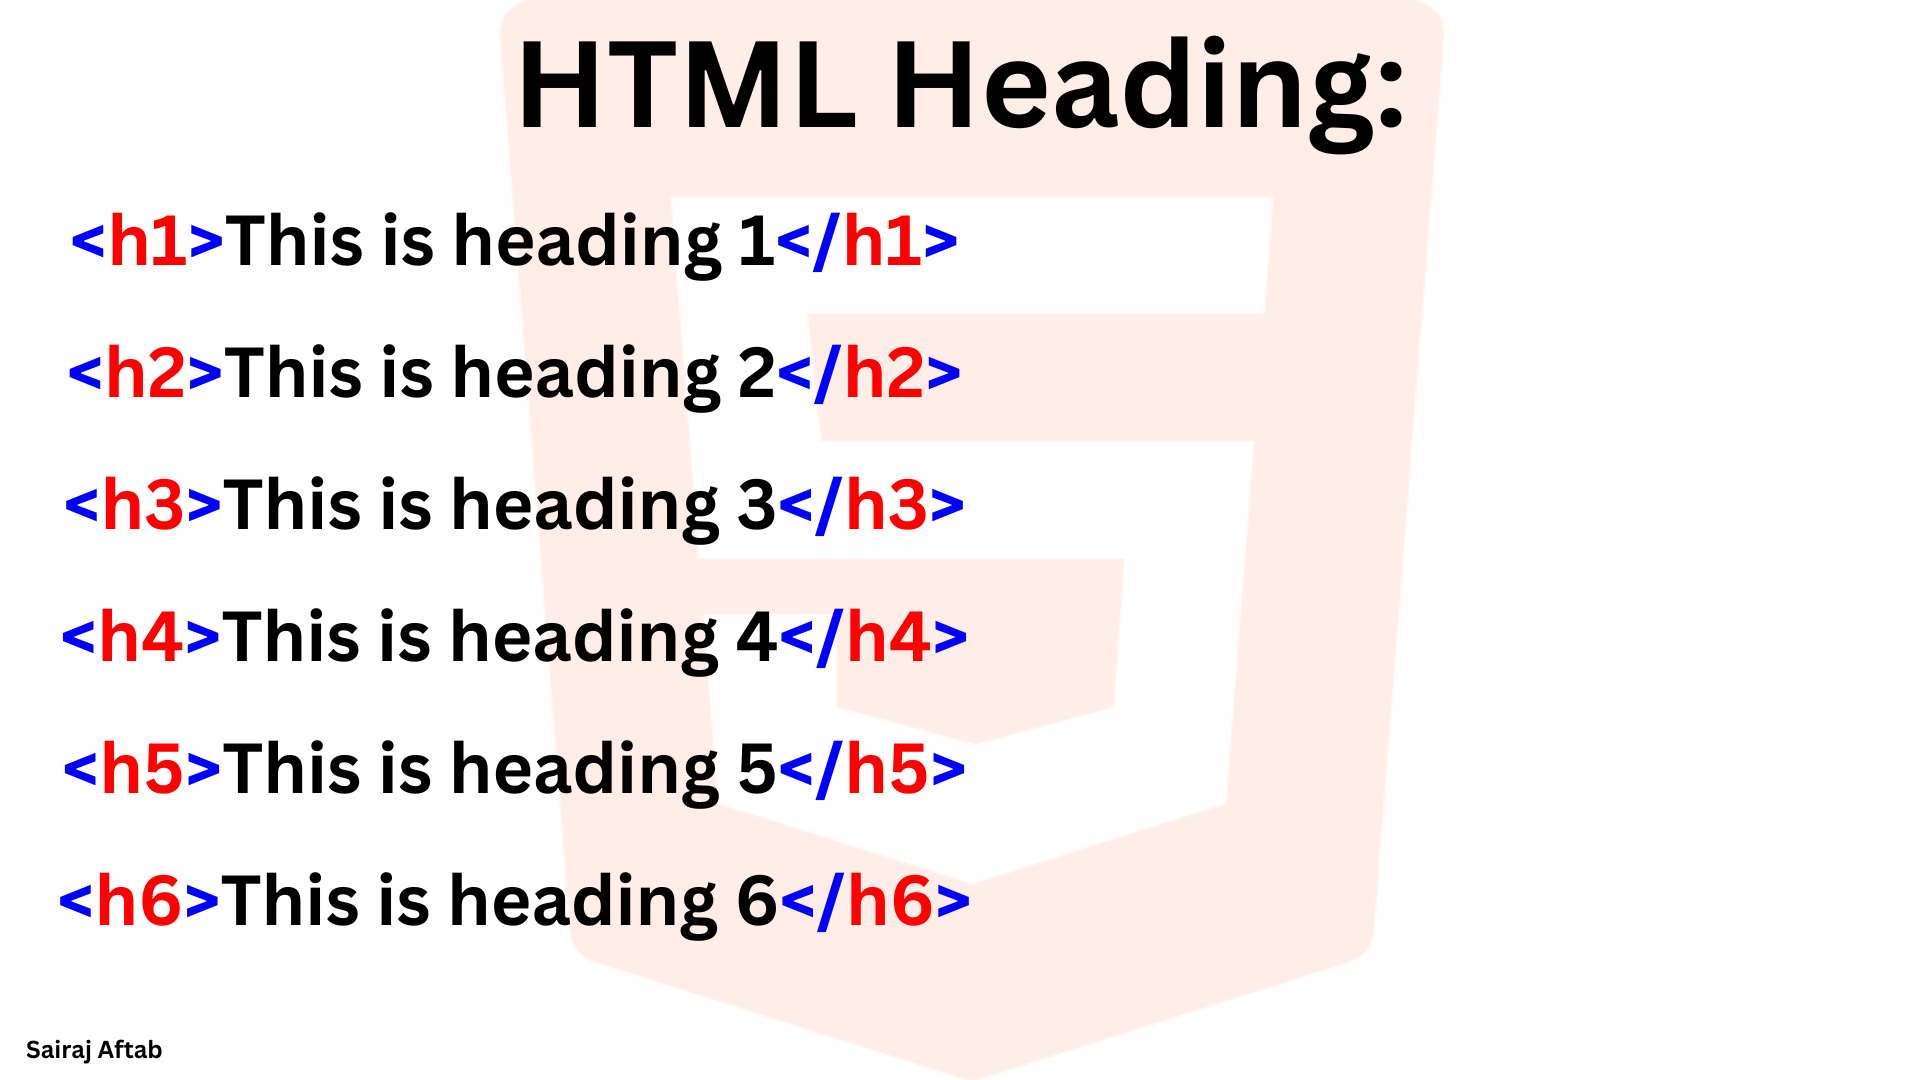 HTML Heading:
<h1>This is heading 1</h1>
<h2>This is heading 2</h2>
<h3>This is heading 3</h3>
<h4>This is heading 4</h4>
<h5>This is heading 5</h5>
<h6>This is heading 6</h6>
Sairaj Aftab